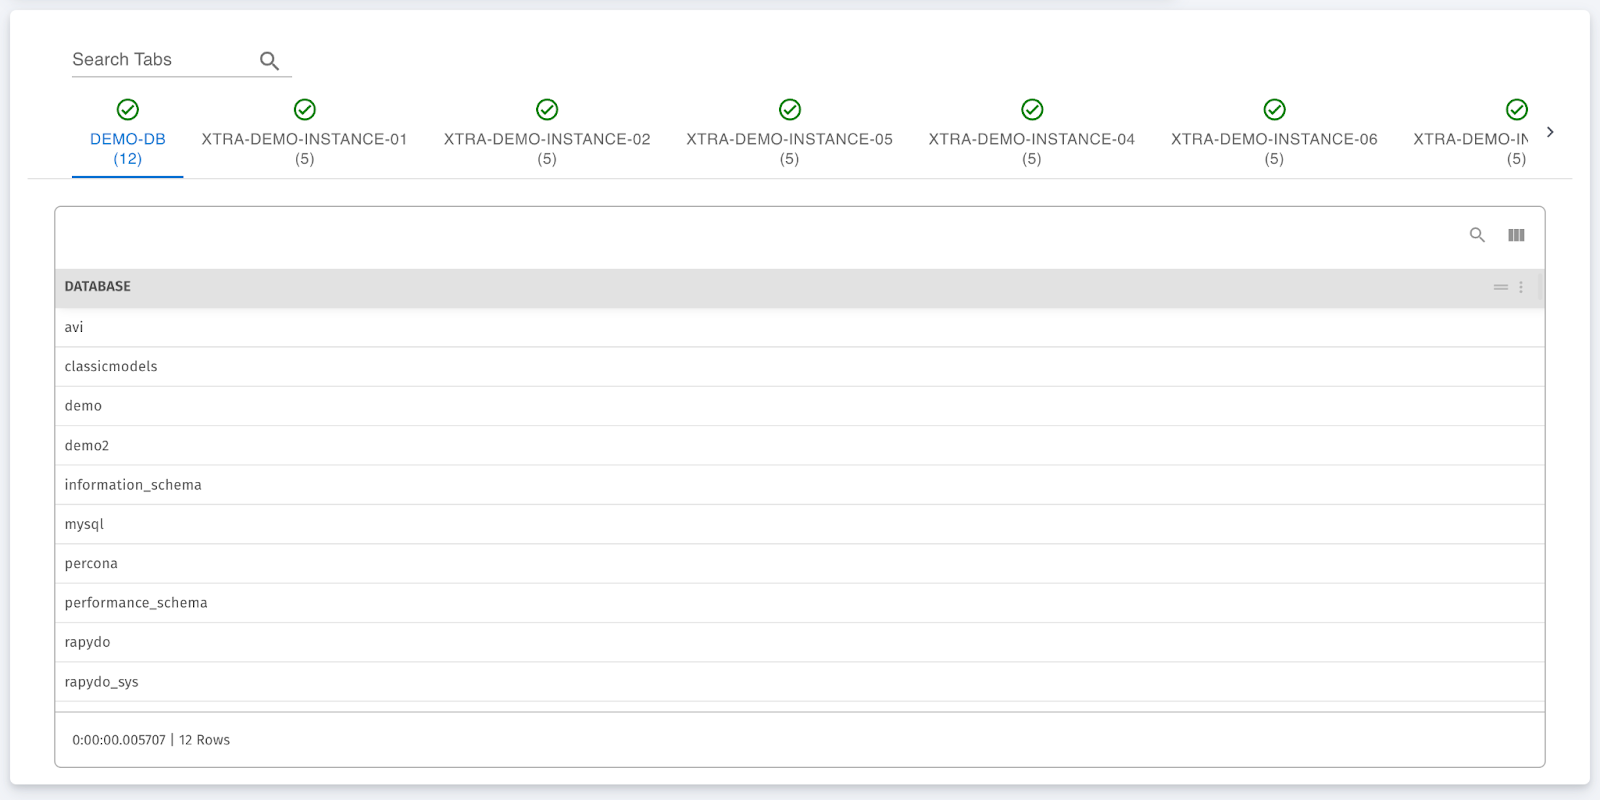 Search Tabs
DEMO-DB XTRA-DEMO-INSTANCE-01 XTRA-DEMO-INSTANCE-02 XTRA-DEMO-INSTANCE-05 XTRA-DEMO-INSTANCE-04 XTRA-DEMO-INSTANCE-06 XTRA-DEMO-IN
(12) (5) (5) (5) (5) (5) (5)
DATABASE
avi
classicmodels
demo
demo2
information_schema
mysql
percona
performance_schema
rapydo
rapydo_sys
0:00:00.005707 | 12 Rows